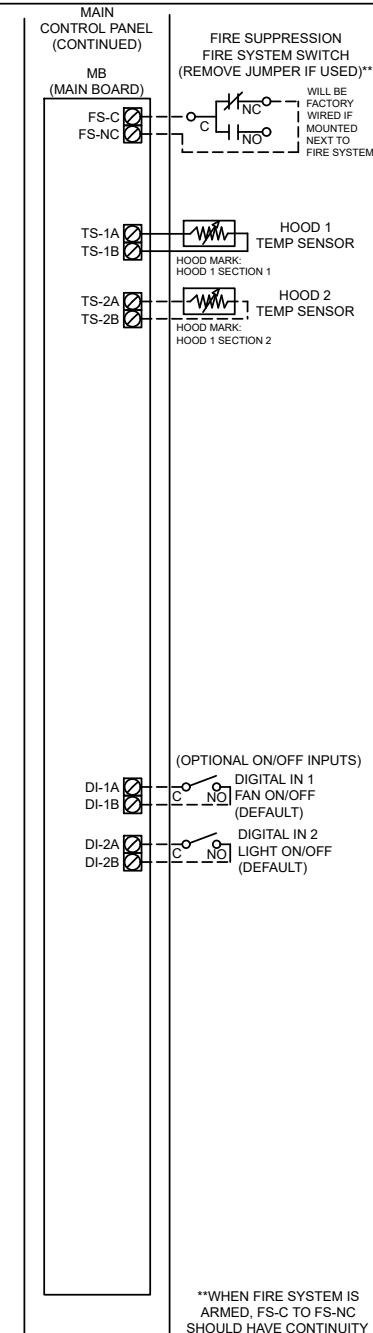 MAIN
CONTROL PANEL
(CONTINUED)
MB
(MAIN BOARD)
FIRE SUPPRESSION
FIRE SYSTEM SWITCH
(REMOVE JUMPER IF USED)**
FS-C
FS-NC
C
NC
NO
WILL BE
FACTORY
WIRED IF
MOUNTED
NEXT TO
FIRE SYSTEM
TS-1A
TS-1B
HOOD 1
TEMP SENSOR
HOOD MARK:
HOOD 1 SECTION 1
TS-2A
TS-2B
HOOD 2
TEMP SENSOR
HOOD MARK:
HOOD 1 SECTION 2
(OPTIONAL ON/OFF INPUTS)
DI-1A
DI-1B
C
NO
DIGITAL IN 1
FAN ON/OFF
(DEFAULT)
DI-2A
DI-2B
C
NO
DIGITAL IN 2
LIGHT ON/OFF
(DEFAULT)
**WHEN FIRE SYSTEM IS
ARMED, FS-C TO FS-NC
SHOULD HAVE CONTINUITY